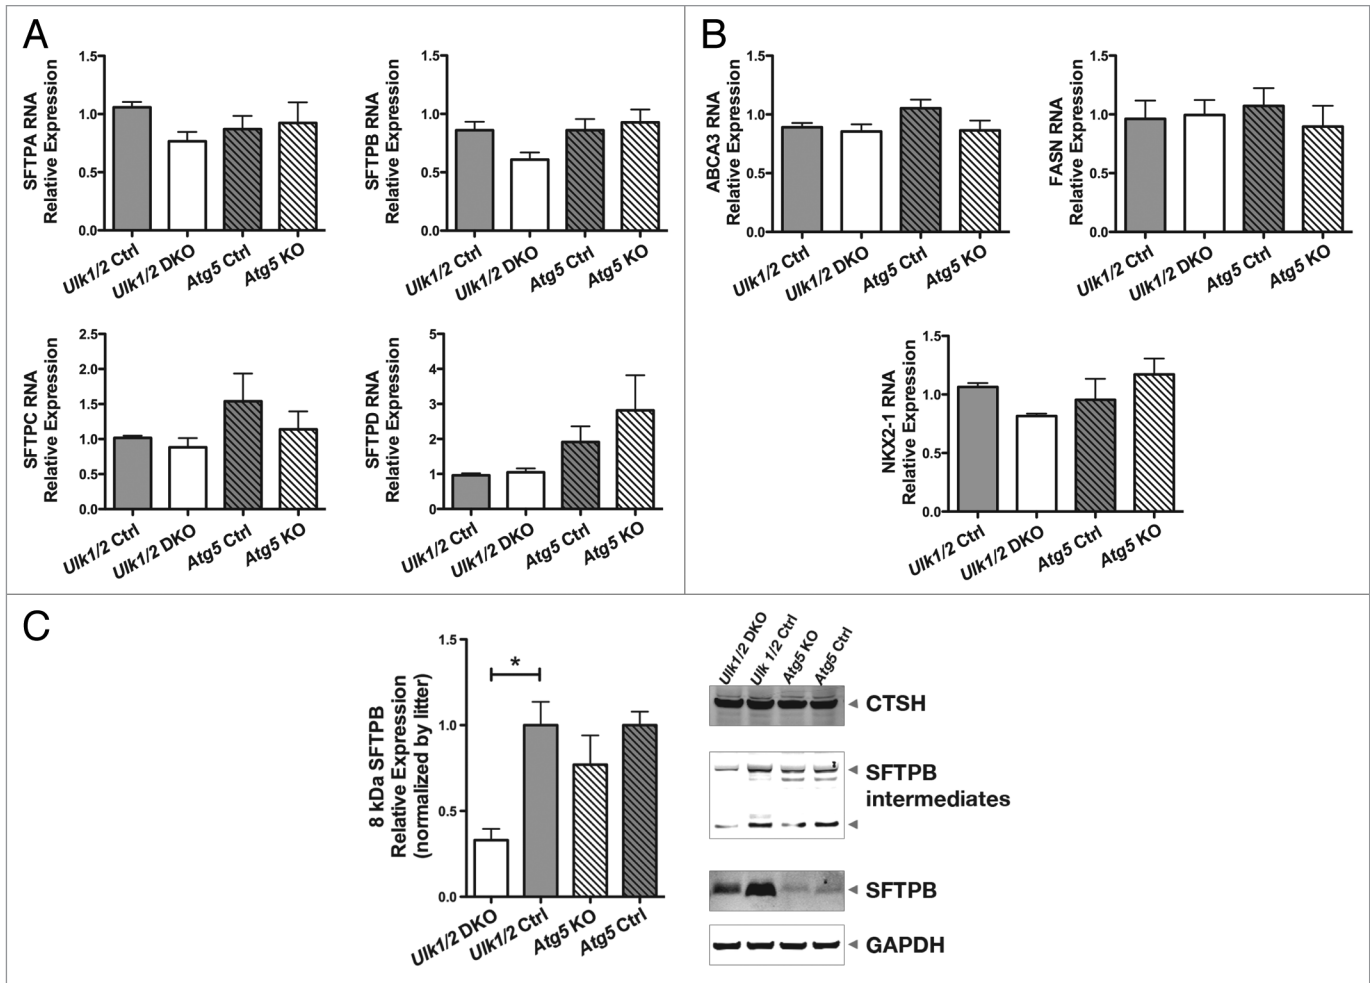 A
SFTPA RNA
Relative Expression
1.5
1.0
0.5
0.0
Ulk1/2 Ctrl
Ulk1/2 DKO
Atg5 Ctrl
Atg5 KO
SFTPB RNA
Relative Expression
1.5
1.0
0.5
0.0
Ulk1/2 Ctrl
Ulk1/2 DKO
Atg5 Ctrl
Atg5 KO
SFTPC RNA
Relative Expression
2.5
2.0
1.5
1.0
0.5
0.0
Ulk1/2 Ctrl
Ulk1/2 DKO
Atg5 Ctrl
Atg5 KO
SFTPD RNA
Relative Expression
5
4
3
2
1
0
Ulk1/2 Ctrl
Ulk1/2 DKO
Atg5 Ctrl
Atg5 KO
B
ABCA3 RNA
Relative Expression
1.5
1.0
0.5
0.0
Ulk1/2 Ctrl
Ulk1/2 DKO
Atg5 Ctrl
Atg5 KO
FASN RNA
Relative Expression
1.5
1.0
0.5
0.0
Ulk1/2 Ctrl
Ulk1/2 DKO
Atg5 Ctrl
Atg5 KO
NKX2-1 RNA
Relative Expression
1.5
1.0
0.5
0.0
Ulk1/2 Ctrl
Ulk1/2 DKO
Atg5 Ctrl
Atg5 KO
C
8 kDa SFTPB
Relative Expression
(normalized by litter)
1.5
1.0
0.5
0.0
*
Ulk1/2 DKO
Ulk1/2 Ctrl
Atg5 KO
Atg5 Ctrl
Ulk1/2 DKO
Ulk 1/2 Ctrl
Atg5 KO
Atg5 Ctrl
CTSH
SFTPB
intermediates
SFTPB
GAPDH